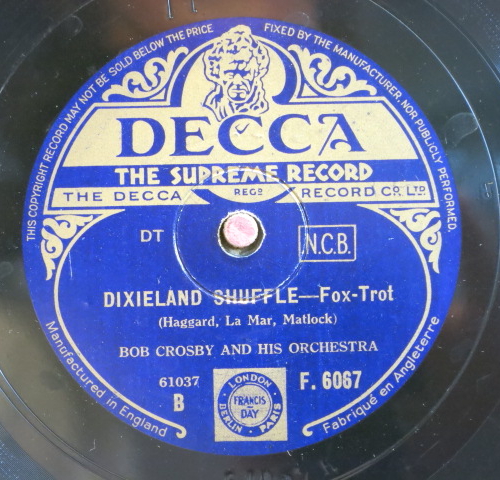 THIS COPYRIGHT RECORD MAY NOT BE SOLD BELOW THE PRICE FIXED BY THE MANUFACTURER, NOR PUBLICLY PERFORMED.
DECCA
THE SUPREME RECORD
THE DECCA REGD RECORD CO. LTD.
DT N.C.B.
DIXIELAND SHUFFLE—Fox-Trot
(Haggard, La Mar, Matlock)
BOB CROSBY AND HIS ORCHESTRA
61037 F. 6067
B
LONDON
FRANCIS & DAY
BERLIN PARIS
Manufactured in England
Fabriqué en Angleterre